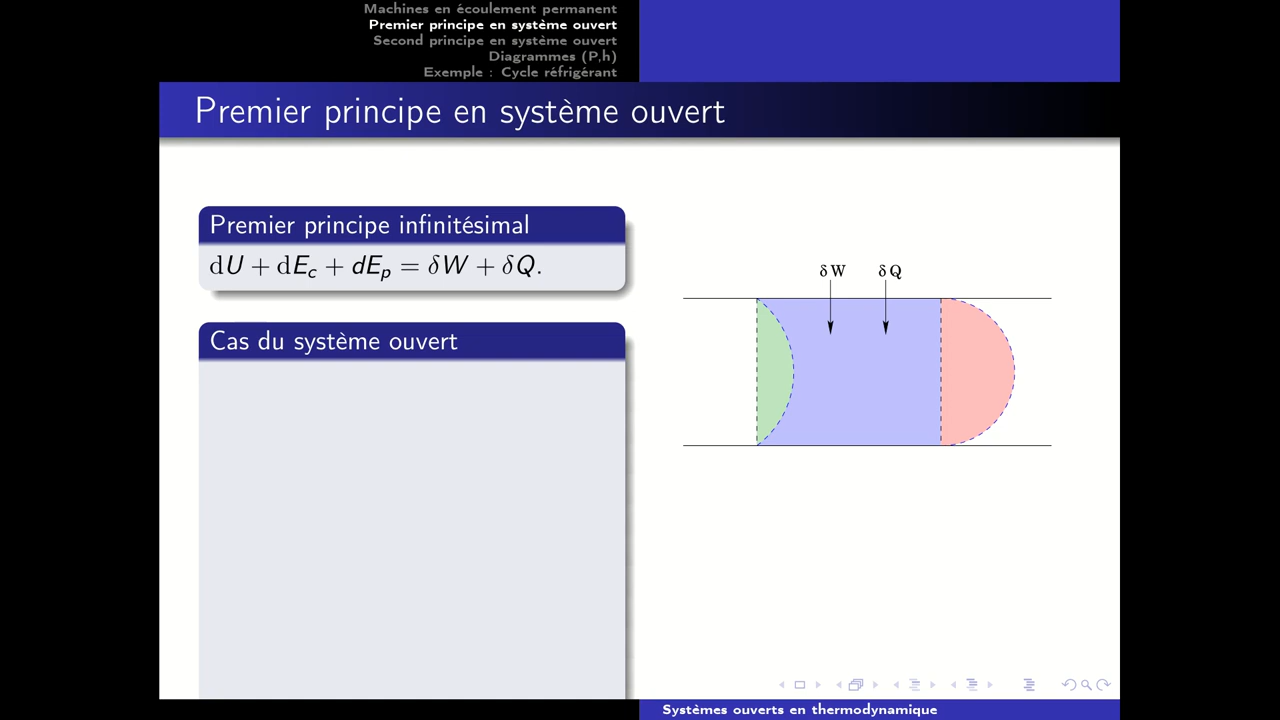 Machines en écoulement permanent
Premier principe en système ouvert
Second principe en système ouvert
Diagrammes (P,h)
Exemple : Cycle réfrigérant
Premier principe en système ouvert
Premier principe infinitésimal
dU + dE_c + dE_p = δW + δQ.
Cas du système ouvert
δ W δ Q
Systèmes ouverts en thermodynamique